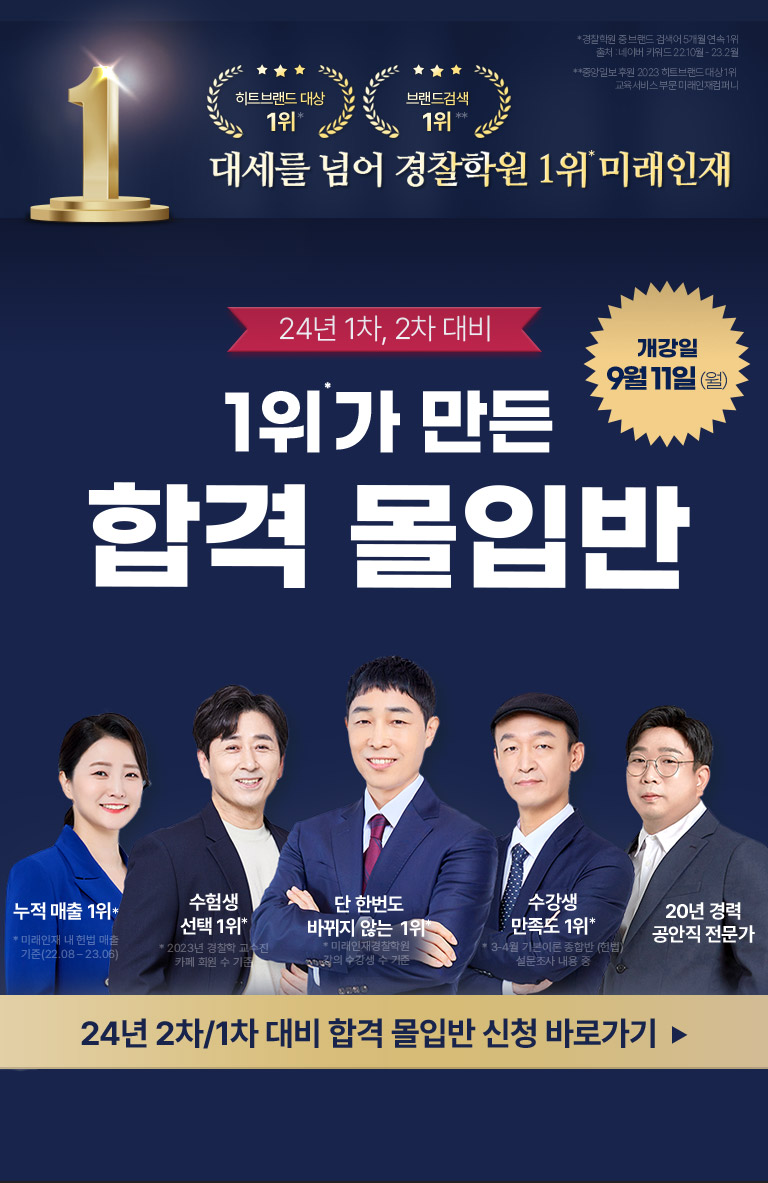 *경찰학원 중 브랜드 검색어 5개월 연속 1위
출처 : 네이버 키워드 22.10월 - 23.2월
**중앙일보 후원 2023 히트브랜드 대상 1위
교육서비스 부문 미래인재컴퍼니
히트브랜드 대상
1위*
브랜드검색
1위**
대세를 넘어 경찰학원 1위* 미래인재
24년 1차, 2차 대비
개강일
9월 11일 (월)
1위*가 만든
합격 몰입반
누적 매출 1위*
* 미래인재 내 헌법 매출
기준(22.08 – 23.06)
수험생
선택 1위*
* 2023년 경찰학 교수진
카페 회원 수 기준
단 한번도
바뀌지 않는 1위*
* 미래인재경찰학원
강의 수강생 수 기준
수강생
만족도 1위*
* 3-4월 기본이론 종합반 (헌법)
설문조사 내용 중
20년 경력
공안직 전문가
24년 2차/1차 대비 합격 몰입반 신청 바로가기 ▶